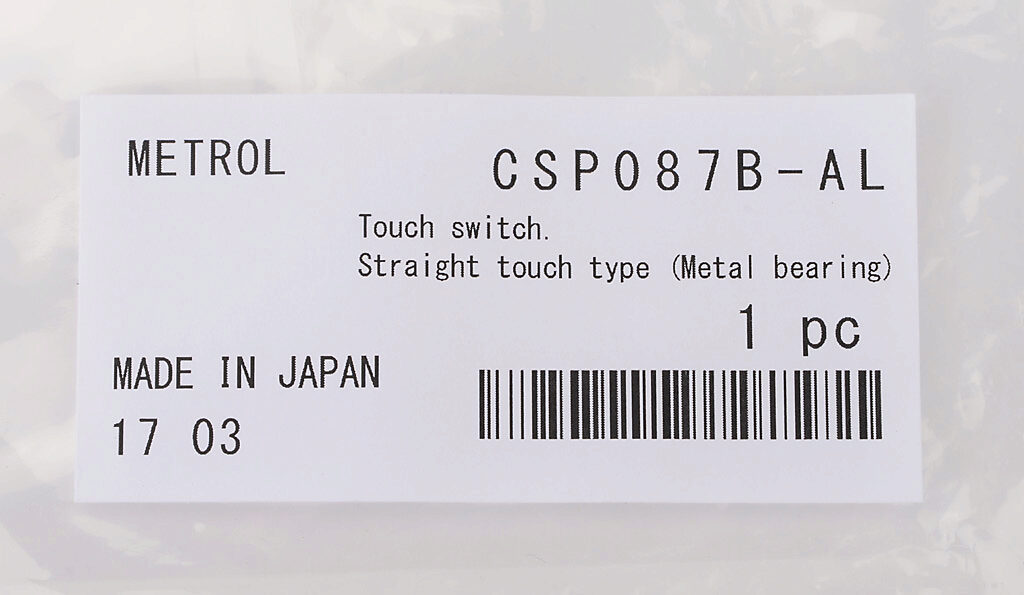 METROL
CSP087B-AL
Touch switch.
Straight touch type (Metal bearing)
1 pc
MADE IN JAPAN
17 03